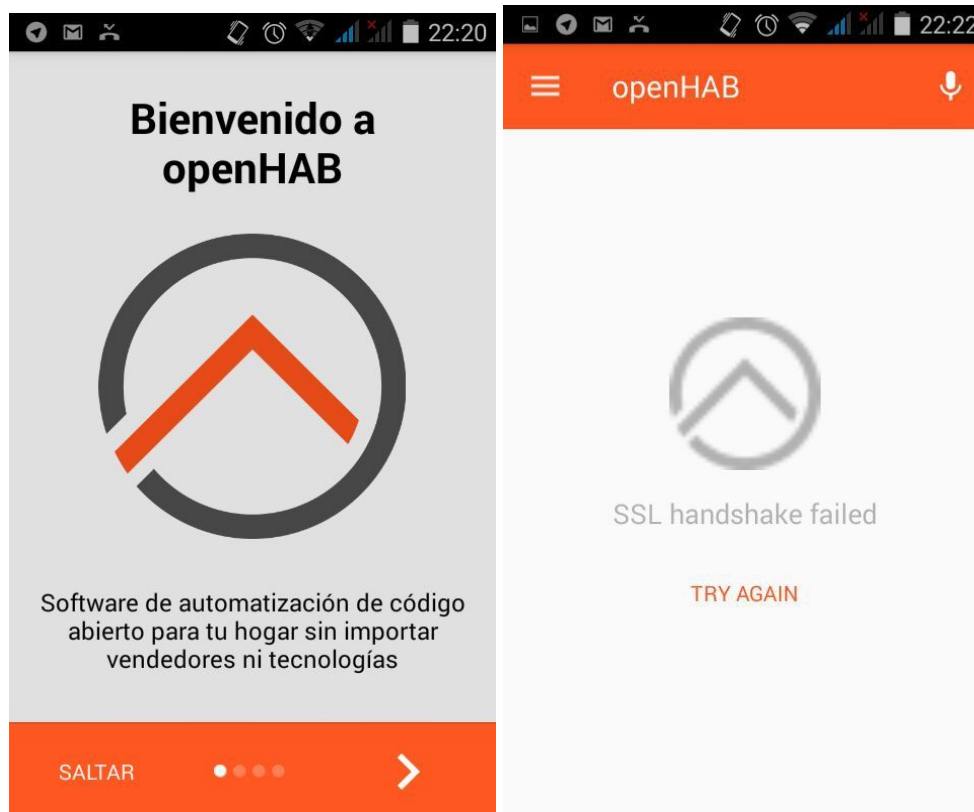 22:20
Bienvenido a
openHAB
Software de automatización de código
abierto para tu hogar sin importar
vendedores ni tecnologías
SALTAR
22:22
openHAB
SSL handshake failed
TRY AGAIN